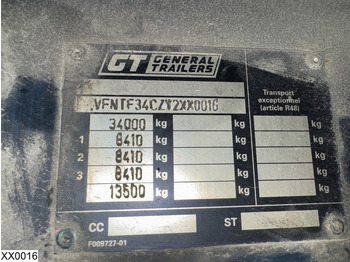 GT GENERAL TRAILERS
VFNTF34CZY2XX0016
Transport exceptionnel (article R48)
34000 kg kg kg
1 8410 kg kg kg
2 8410 kg kg kg
3 8410 kg kg kg
13500 kg kg kg
CC ST
F009727-01
XX0016